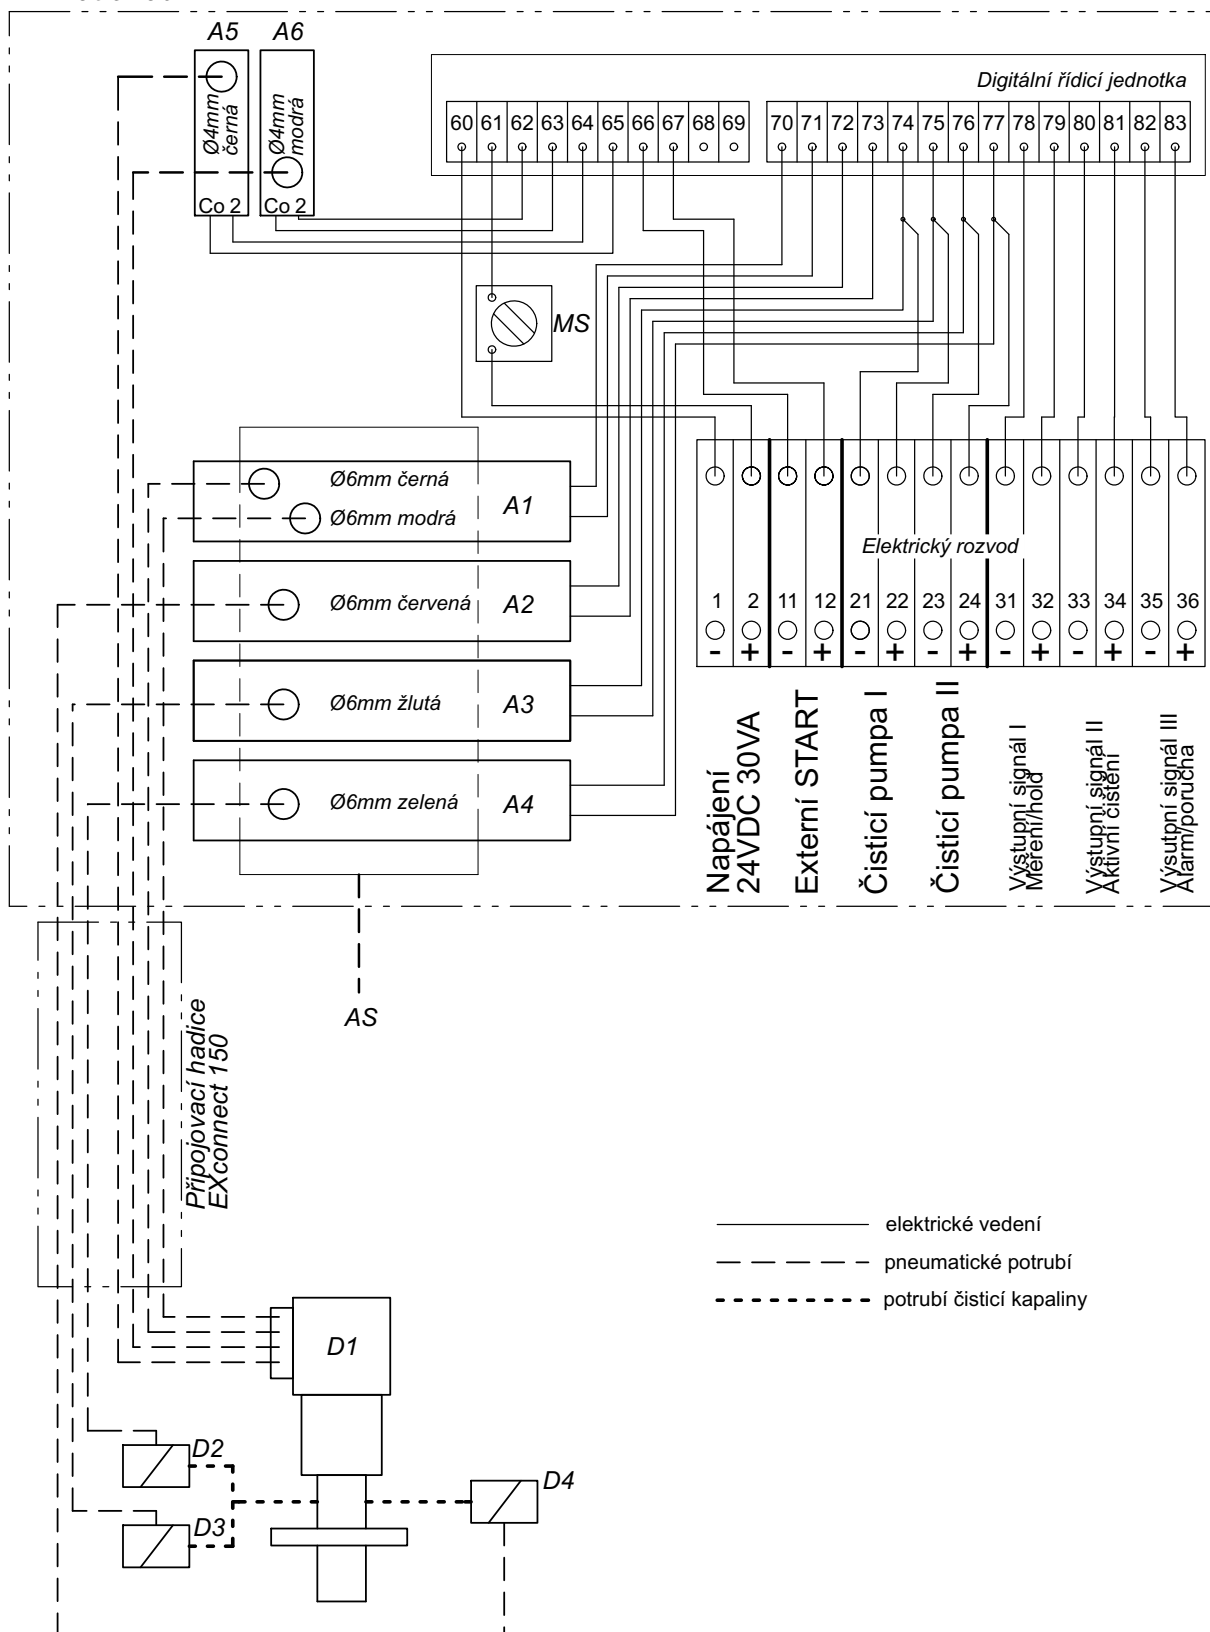 A5 A6
Ø4mm
černá
Ø4mm
modrá
Co 2 Co 2
Digitální řídicí jednotka
60 61 62 63 64 65 66 67 68 69 70 71 72 73 74 75 76 77 78 79 80 81 82 83
MS
Ø6mm černá
Ø6mm modrá
A1
Ø6mm červená A2
Ø6mm žlutá A3
Ø6mm zelená A4
Elektrický rozvod
1 2 11 12 21 22 23 24 31 32 33 34 35 36
- + - + - + - + - + - + - +
Napájení
24VDC 30VA
Externí START
Čisticí pumpa I
Čisticí pumpa II
Výstupní signál I
Měření/hold
Výstupní signál II
Aktivní čištění
Výsutpní signál III
Alarm/porucha
AS
Připojovací hadice
EXconnect 150
elektrické vedení
pneumatické potrubí
potrubí čisticí kapaliny
D1
D2
D4
D3